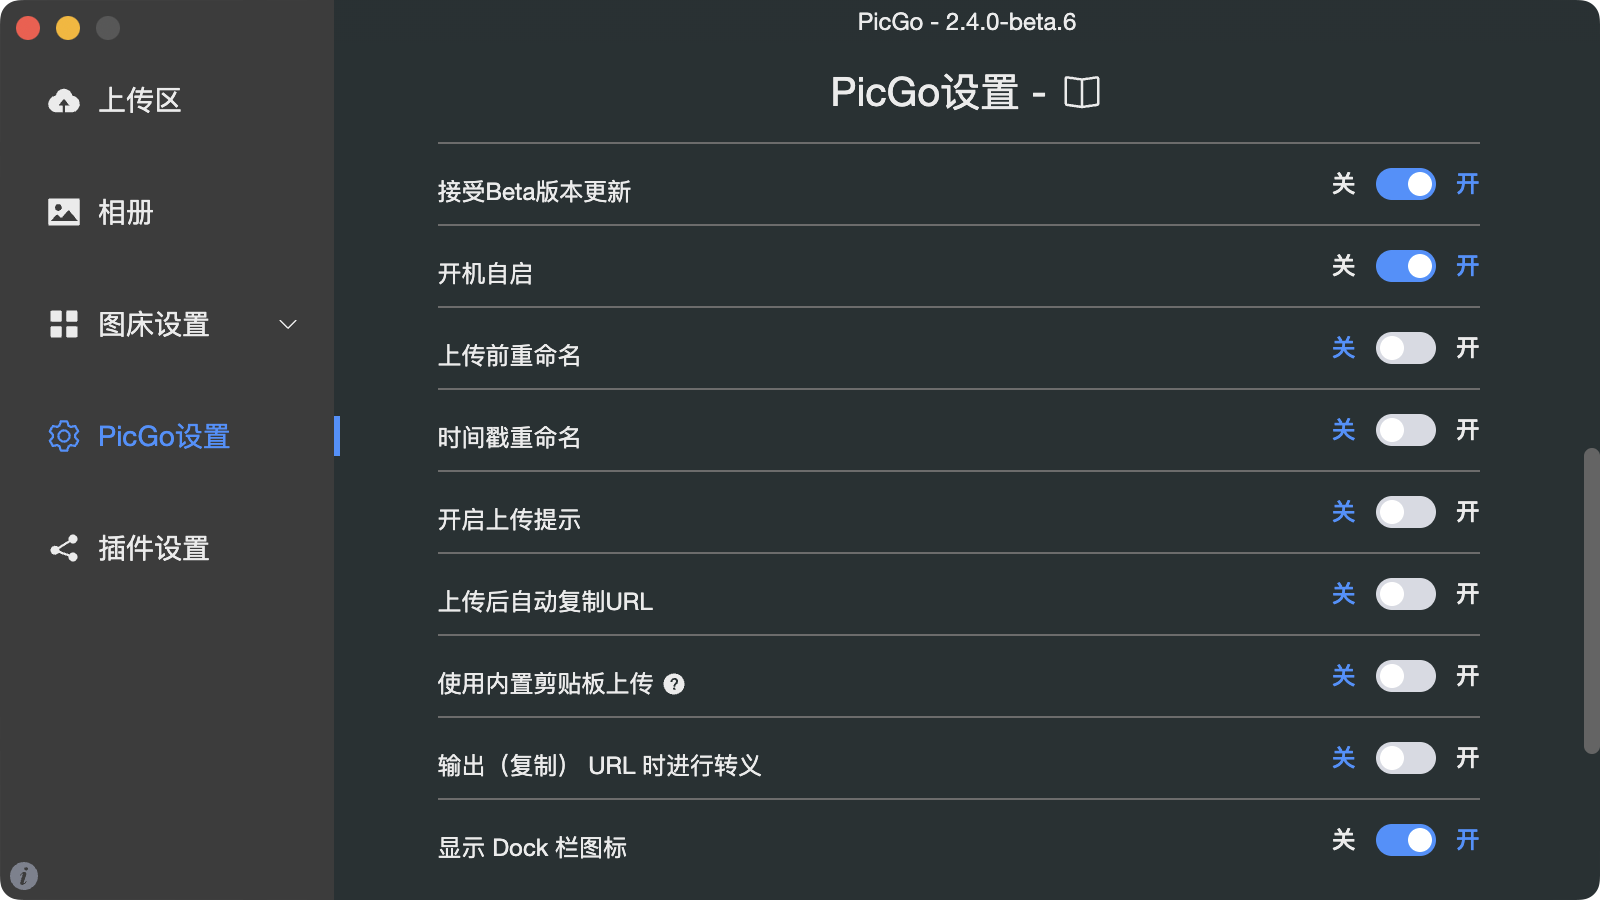 PicGo - 2.4.0-beta.6
上传区
相册
图床设置
PicGo设置
插件设置
PicGo设置 -
接受Beta版本更新 关 开
开机自启 关 开
上传前重命名 关 开
时间戳重命名 关 开
开启上传提示 关 开
上传后自动复制URL 关 开
使用内置剪贴板上传 ? 关 开
输出（复制） URL 时进行转义 关 开
显示 Dock 栏图标 关 开
i